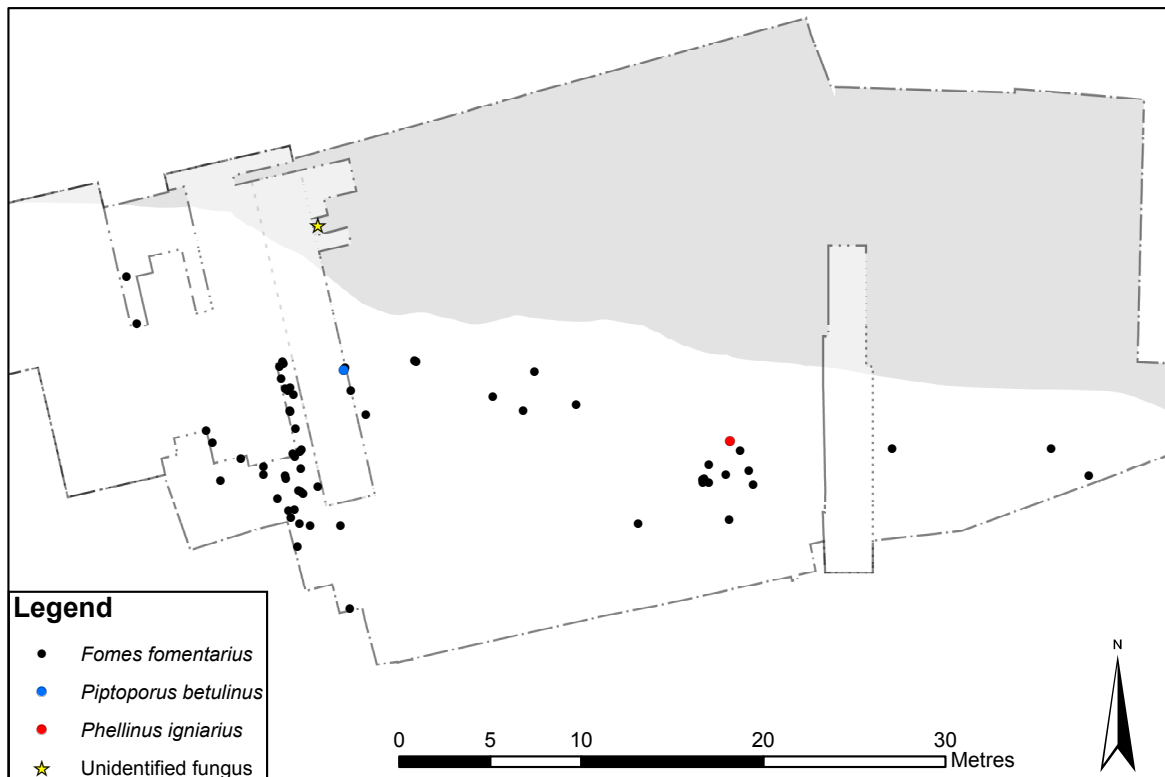 N
Legend
Fomes fomentarius
Piptoporus betulinus
Phellinus igniarius
Unidentified fungus
0 5 10 20 30
Metres